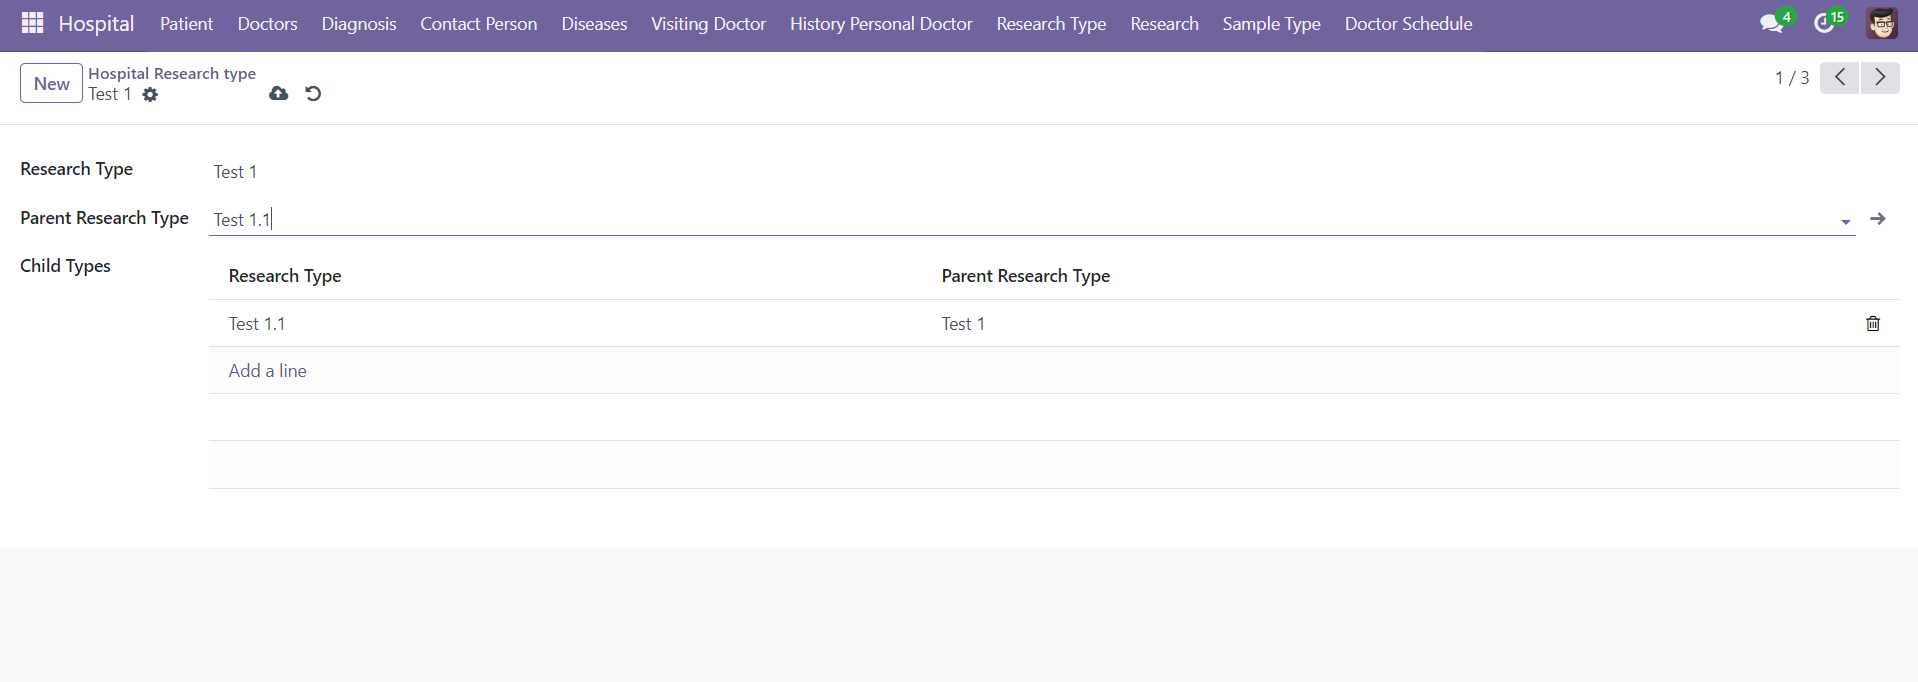 Hospital Patient Doctors Diagnosis Contact Person Diseases Visiting Doctor History Personal Doctor Research Type Research Sample Type Doctor Schedule 4 15
New Hospital Research type
Test 1
1 / 3
Research Type Test 1
Parent Research Type Test 1.1
Child Types
Research Type Parent Research Type
Test 1.1 Test 1
Add a line